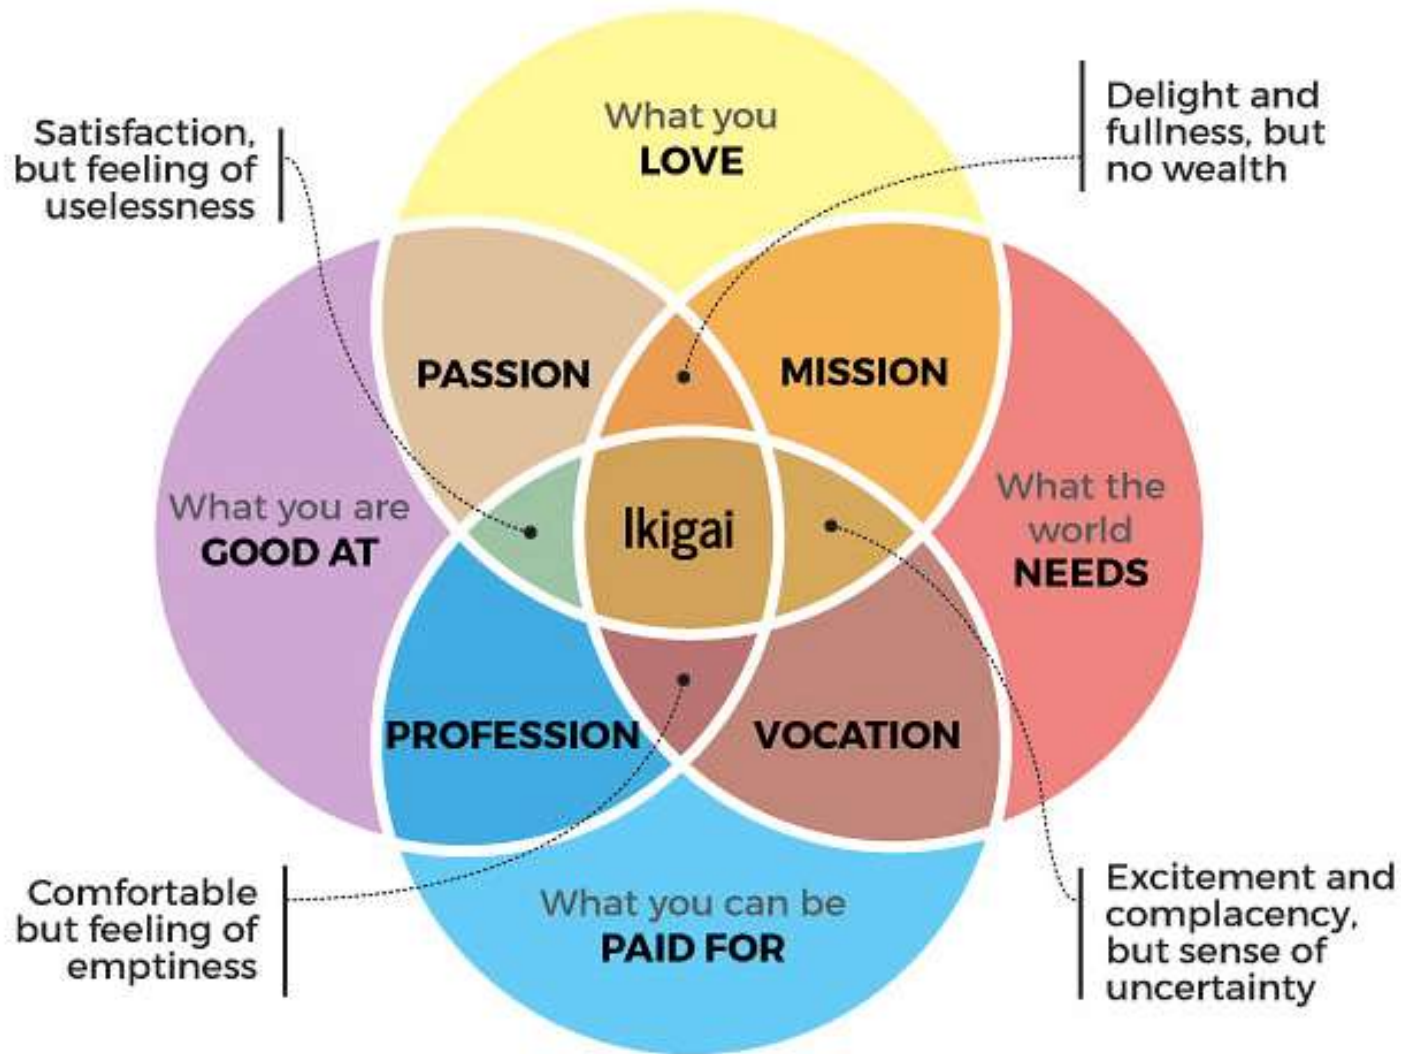 What you
LOVE
Satisfaction,
but feeling of
uselessness
Delight and
fullness, but
no wealth
PASSION
MISSION
What you are
GOOD AT
Ikigai
What the
world
NEEDS
PROFESSION
VOCATION
Comfortable
but feeling of
emptiness
What you can be
PAID FOR
Excitement and
complacency,
but sense of
uncertainty